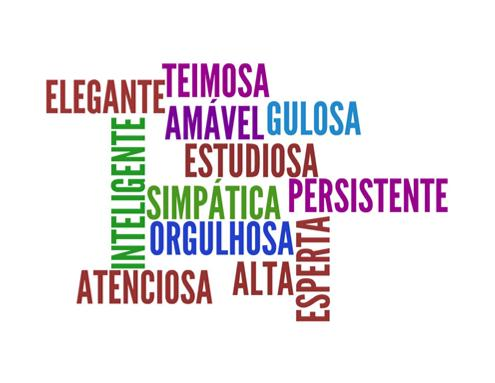 TEIMOSA
ELEGANTE
AMÁVEL
GULOSA
INTELIGENTE
ESTUDIOSA
SIMPÁTICA
PERSISTENTE
ORGULHOSA
ESPERTA
ALTA
ATENCIOSA